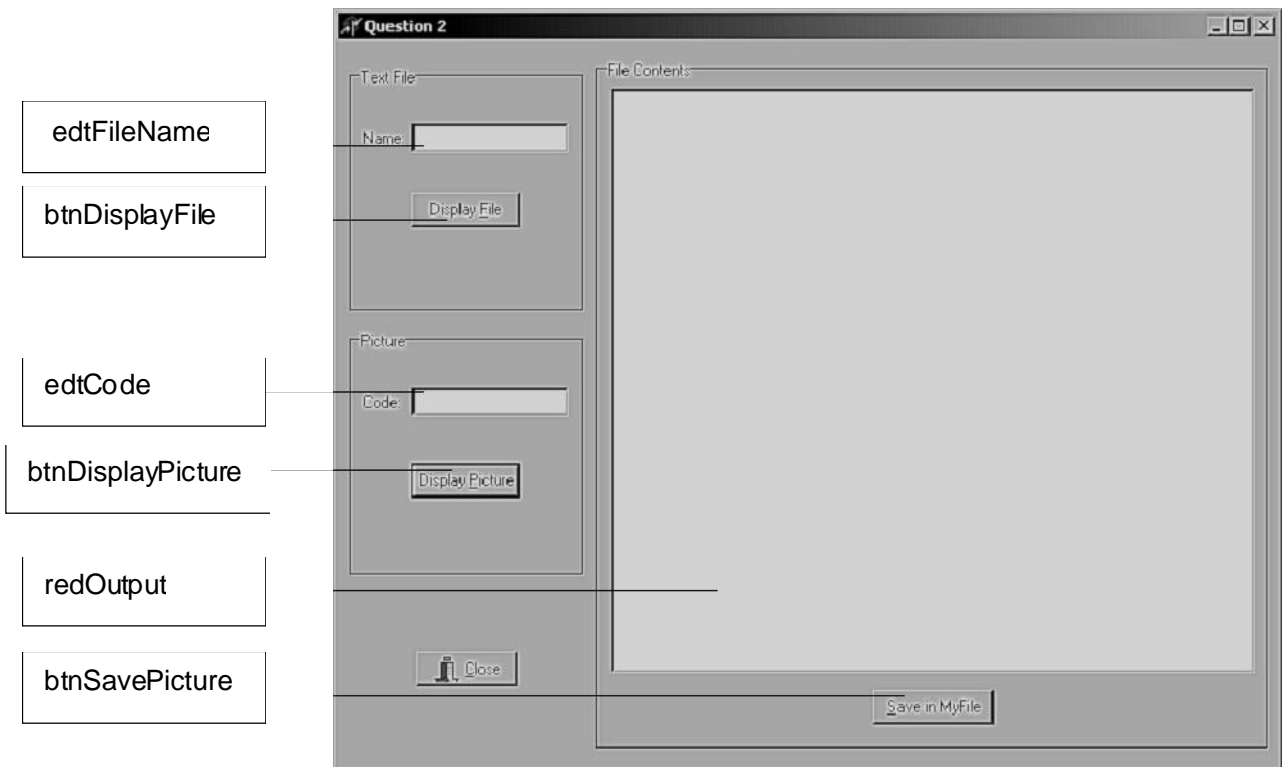 Question 2
edtFileName
btnDisplayFile
edtCode
btnDisplayPicture
redOutput
btnSavePicture
Text File
Name:
Display File
Picture
Code:
Display Picture
Close
File Contents
Save in MyFile